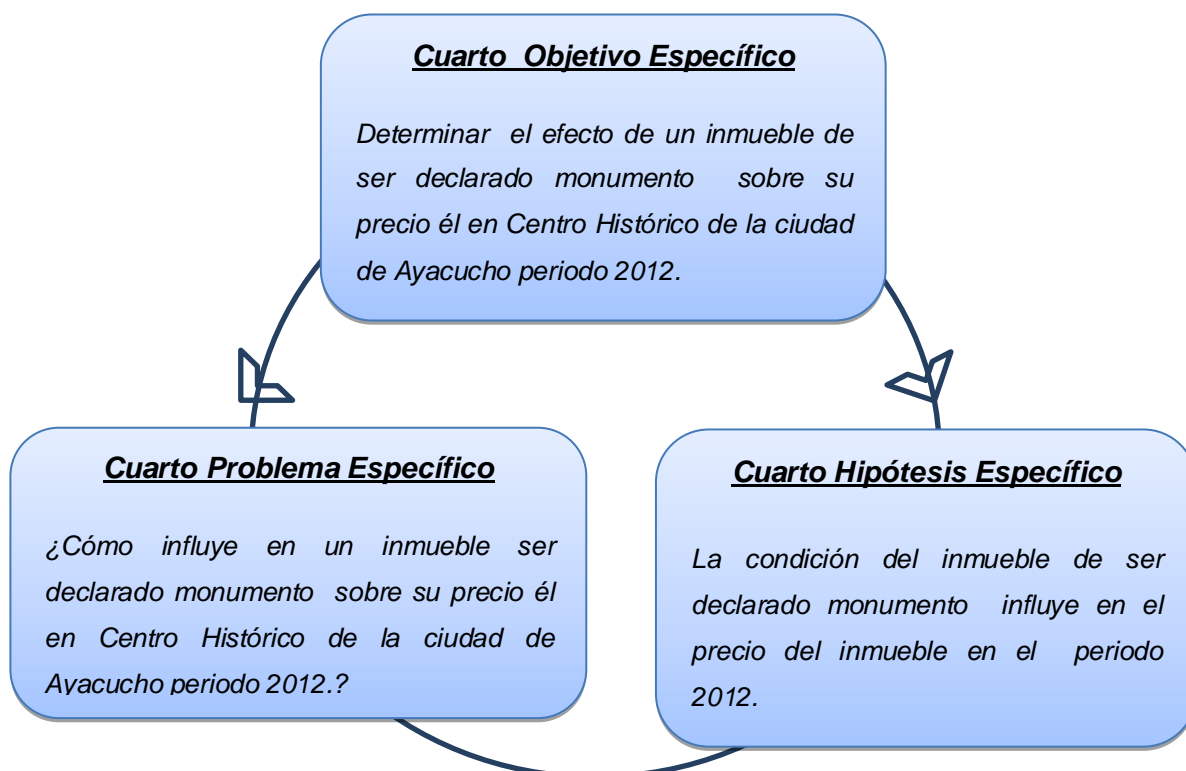 Cuarto Objetivo Específico
Determinar el efecto de un inmueble de
ser declarado monumento sobre su
precio él en Centro Histórico de la ciudad
de Ayacucho periodo 2012.
Cuarto Problema Específico
¿Cómo influye en un inmueble ser
declarado monumento sobre su precio él
en Centro Histórico de la ciudad de
Ayacucho periodo 2012.?
Cuarto Hipótesis Específico
La condición del inmueble de ser
declarado monumento influye en el
precio del inmueble en el periodo
2012.